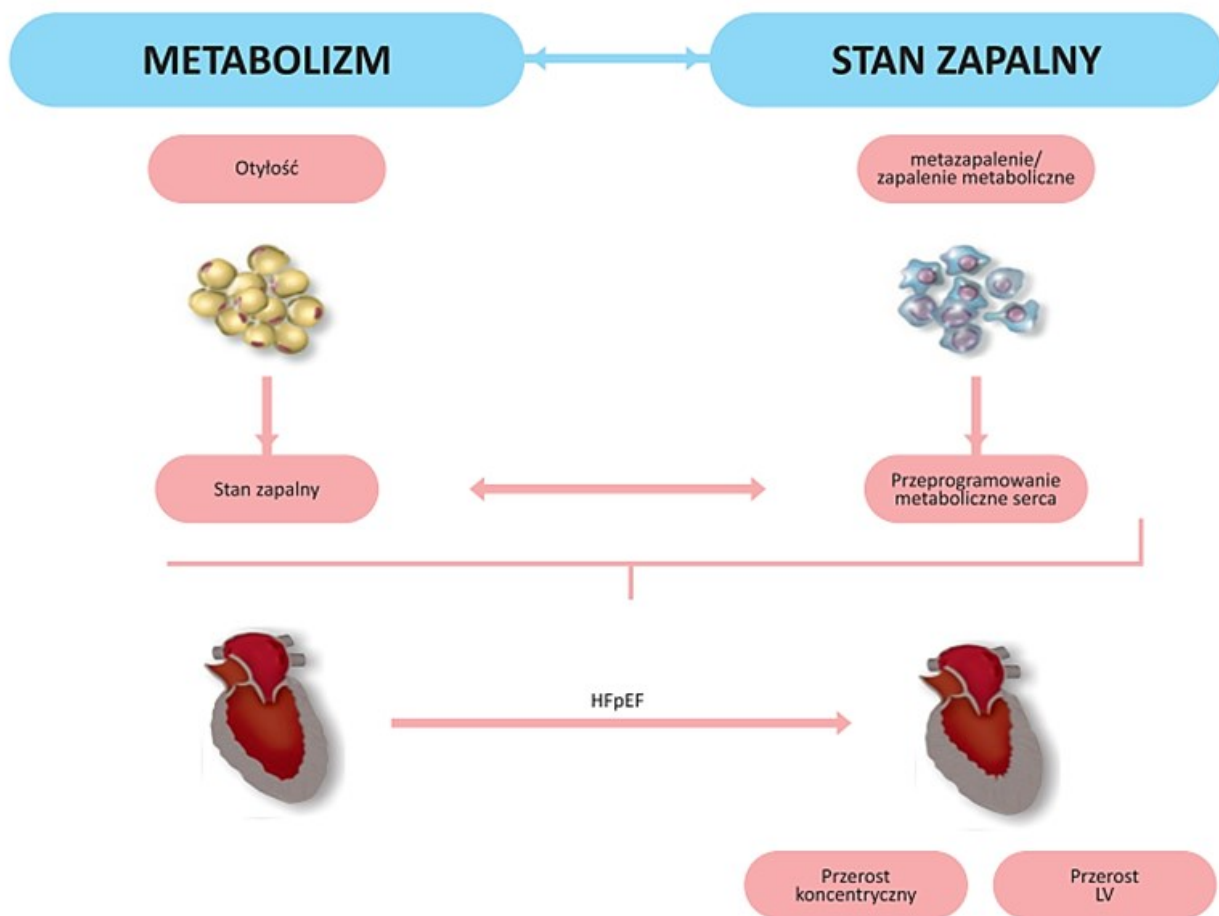 METABOLIZM
STAN ZAPALNY
Otyłość
metazapalenie/
zapalenie metaboliczne
Stan zapalny
Przeprogramowanie
metaboliczne serca
HFpEF
Przerost
koncentryczny
Przerost
LV